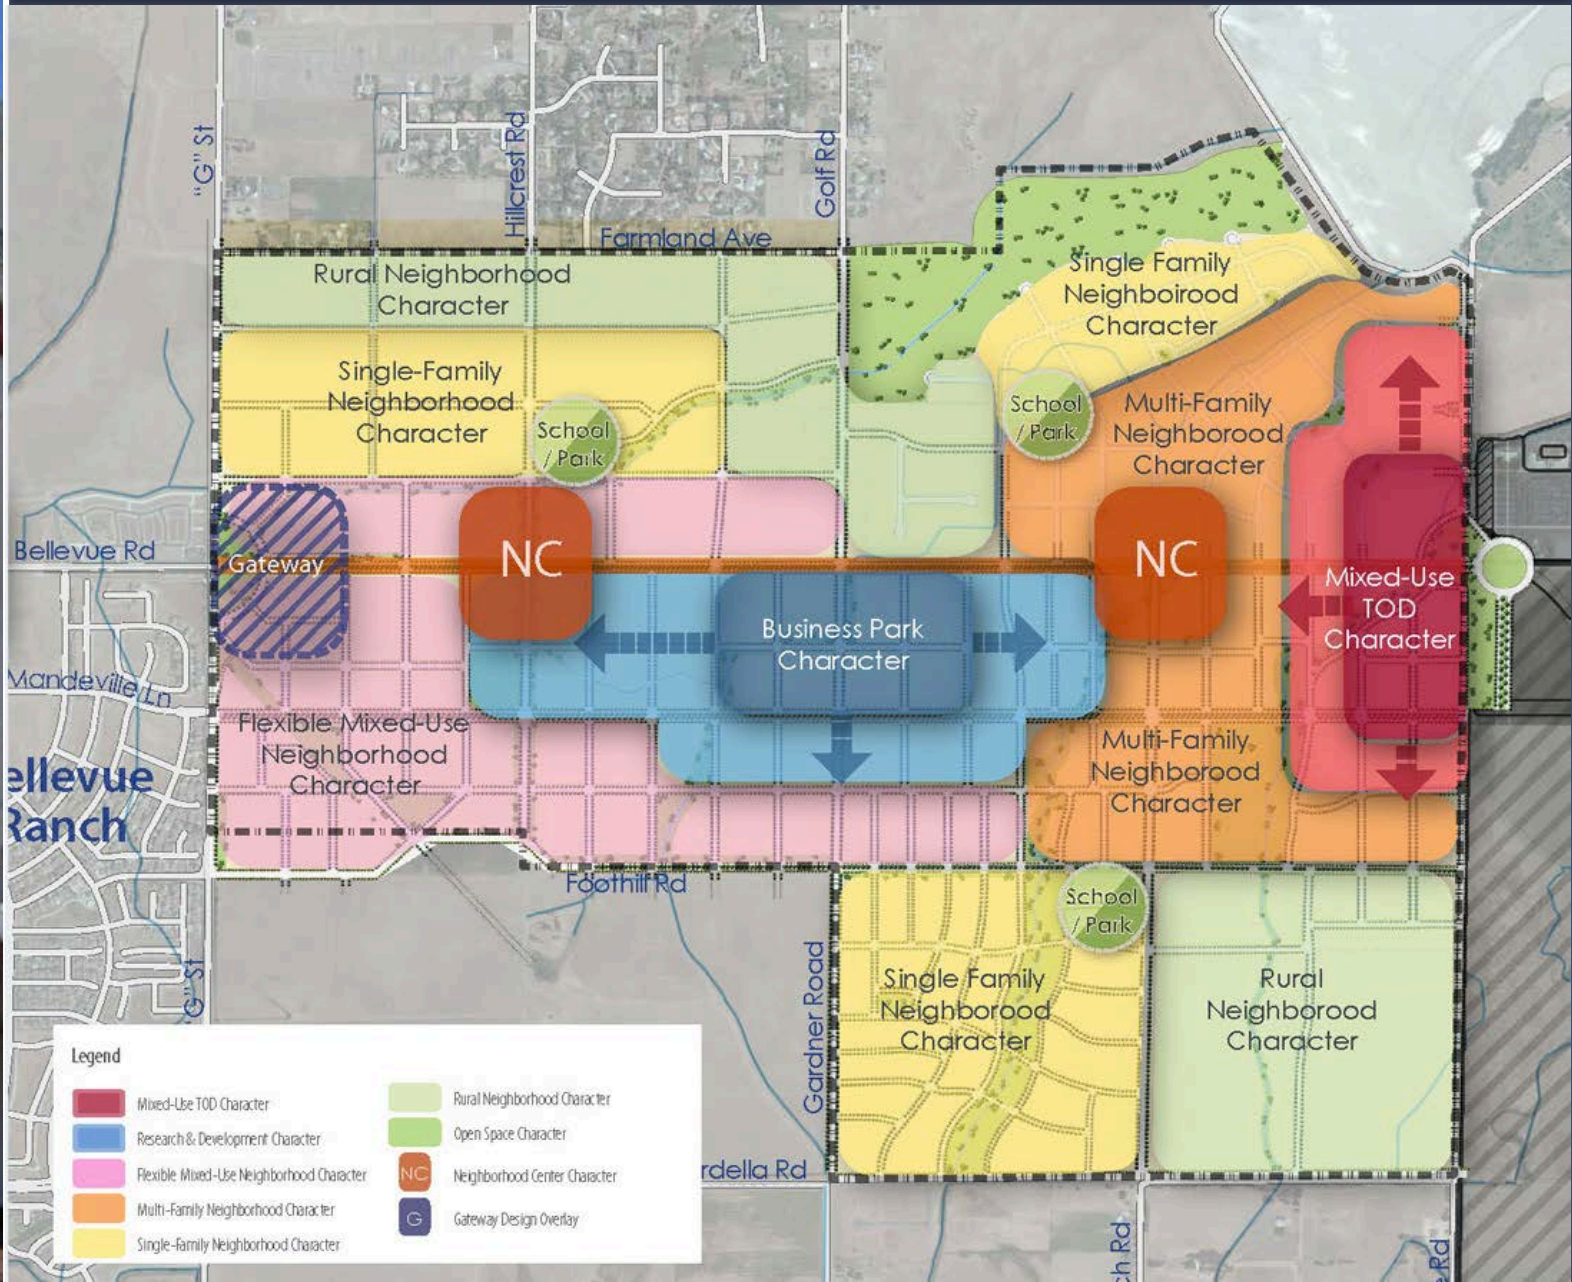 "G" St
Hillcrest Rd
Golf Rd
Farmland Ave
Rural Neighborhood
Character
Single Family
Neighboirood
Character
Single-Family
Neighborhood
Character
School
/ Park
School
/ Park
Multi-Family
Neighborood
Character
Bellevue Rd
Gateway
NC
NC
Mixed-Use
TOD
Character
Business Park
Character
Mandeville Ln
Flexible Mixed-Use
Neighborhood
Character
Multi-Family
Neighborood
Character
ellevue
Ranch
Foothill Rd
School
/ Park
"G" St
Gardner Road
Single Family
Neighborood
Character
Rural
Neighborood
Character
rdella Rd
ch Rd
Rd
Legend
Mixed-Use TOD Character
Research & Development Character
Flexible Mixed-Use Neighborhood Character
Multi-Family Neighborhood Character
Single-Family Neighborhood Character
Rural Neighborhood Character
Open Space Character
NC Neighborhood Center Character
G Gateway Design Overlay